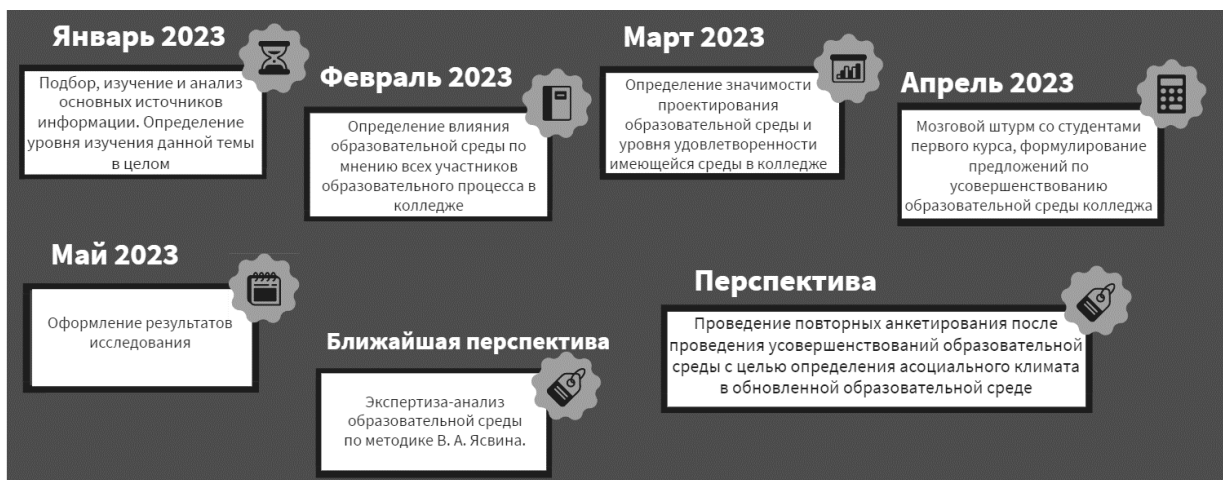 Январь 2023
Подбор, изучение и анализ
основных источников
информации. Определение
уровня изучения данной темы
в целом
Февраль 2023
Определение влияния
образовательной среды по
мнению всех участников
образовательного процесса в
колледже
Март 2023
Определение значимости
проектирования
образовательной среды и
уровня удовлетворенности
имеющейся среды в колледже
Апрель 2023
Мозговой штурм со студентами
первого курса, формулирование
предложений по
усовершенствованию
образовательной среды колледжа
Май 2023
Оформление результатов
исследования
Ближайшая перспектива
Экспертиза-анализ
образовательной среды
по методике В. А. Ясвина.
Перспектива
Проведение повторных анкетирования после
проведения усовершенствований образовательной
среды с целью определения асоциального климата
в обновленной образовательной среде